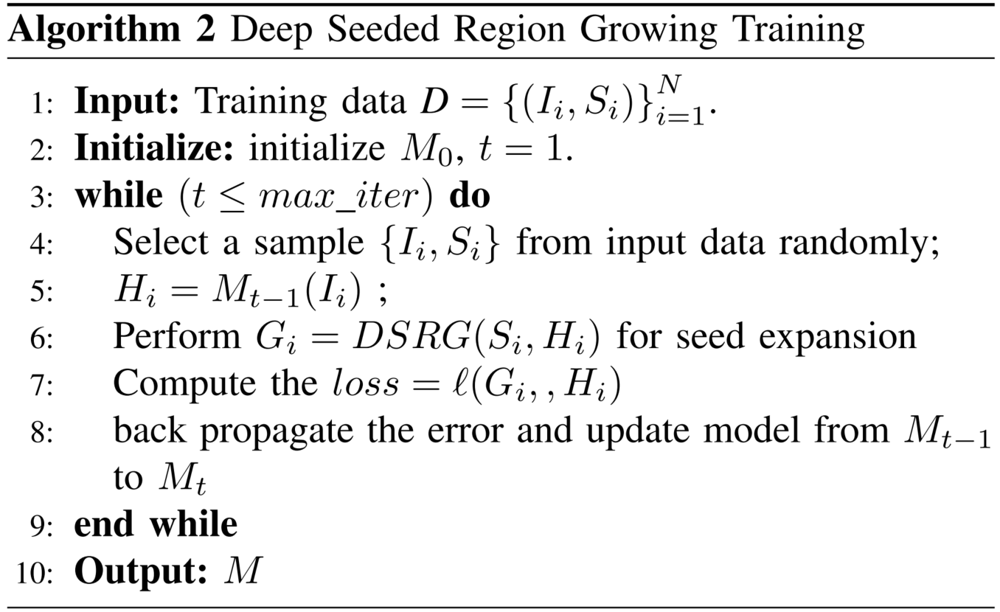 Algorithm 2 Deep Seeded Region Growing Training
1: Input: Training data $D = \{(I_i, S_i)\}_{i=1}^{N}$.
2: Initialize: initialize $M_0$, $t = 1$.
3: while $(t \leq max\_iter)$ do
4: Select a sample $\{I_i, S_i\}$ from input data randomly;
5: $H_i = M_{t-1}(I_i)$ ;
6: Perform $G_i = DSRG(S_i, H_i)$ for seed expansion
7: Compute the $loss = \ell(G_i, , H_i)$
8: back propagate the error and update model from $M_{t-1}$
to $M_t$
9: end while
10: Output: $M$